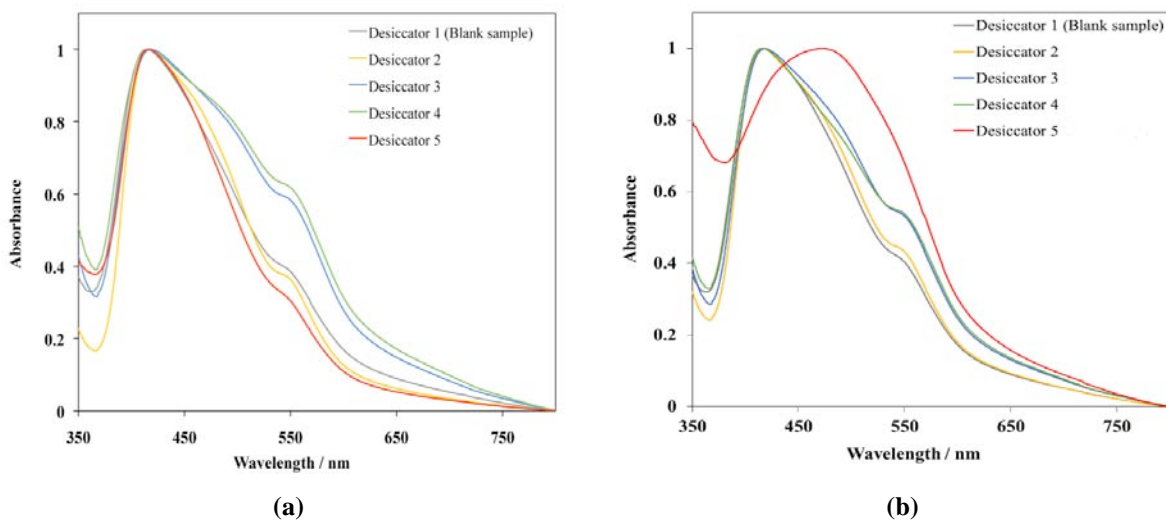 Desiccator 1 (Blank sample)
Desiccator 2
Desiccator 3
Desiccator 4
Desiccator 5
1
0.8
0.6
0.4
0.2
0
Absorbance
350
450
550
650
750
Wavelength / nm
(a)
Desiccator 1 (Blank sample)
Desiccator 2
Desiccator 3
Desiccator 4
Desiccator 5
1
0.8
0.6
0.4
0.2
0
Absorbance
350
450
550
650
750
Wavelength / nm
(b)